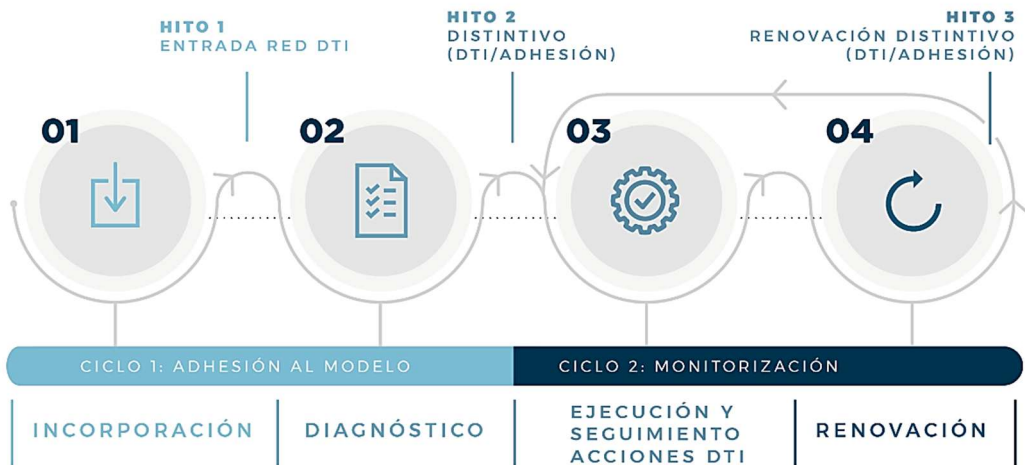 HITO 1
ENTRADA RED DTI
HITO 2
DISTINTIVO
(DTI/ADHESIÓN)
HITO 3
RENOVACIÓN DISTINTIVO
(DTI/ADHESIÓN)
01
02
03
04
CICLO 1: ADHESIÓN AL MODELO
CICLO 2: MONITORIZACIÓN
INCORPORACIÓN
DIAGNÓSTICO
EJECUCIÓN Y
SEGUIMIENTO
ACCIONES DTI
RENOVACIÓN